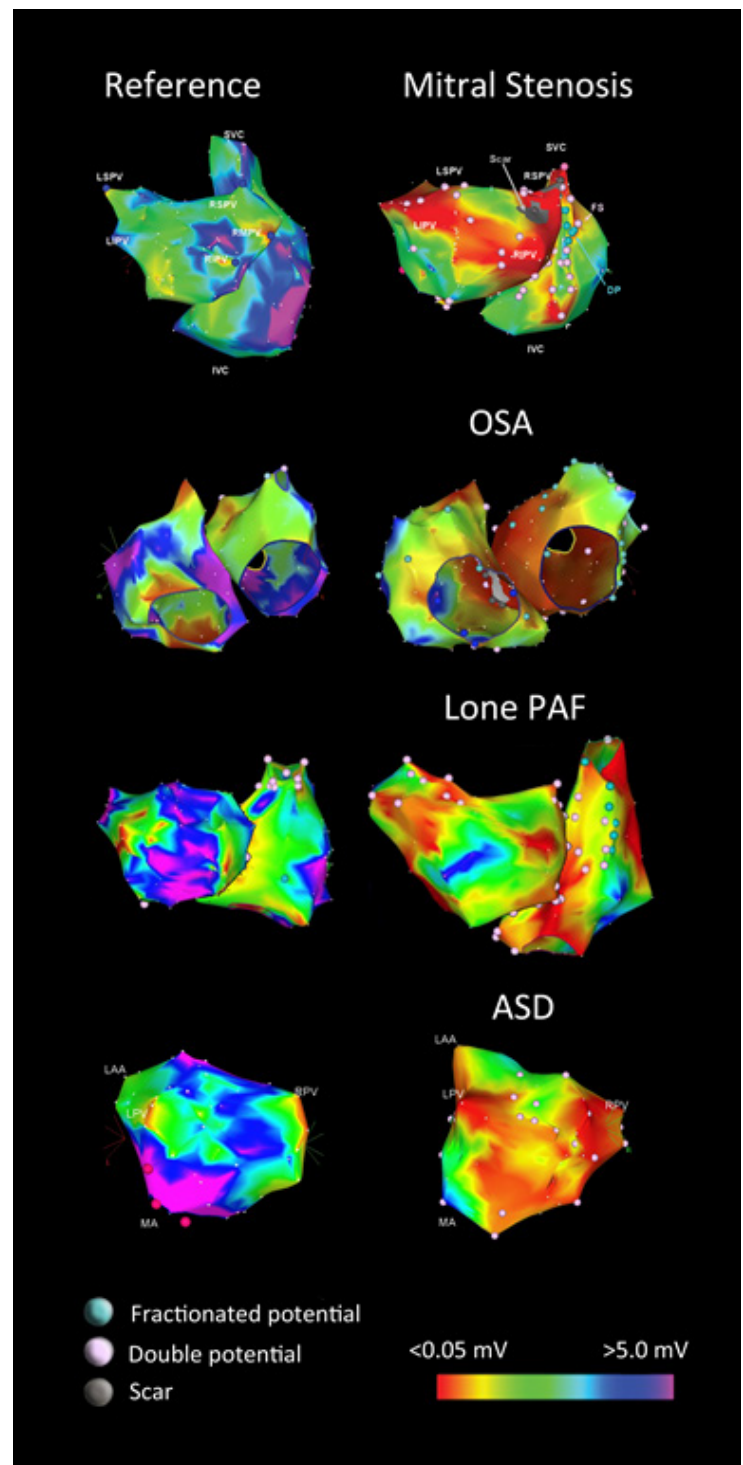 Reference
Mitral Stenosis
SVC
LSPV
RSPV
LIPV
RMPV
RIPV
IVC
SVC
Scar
LSPV
RSPV
FS
LIPV
RIPV
DP
IVC
OSA
Lone PAF
ASD
LAA
RPV
LPV
MA
LAA
LPV
RPV
MA
Fractionated potential
Double potential
Scar
<0.05 mV
>5.0 mV